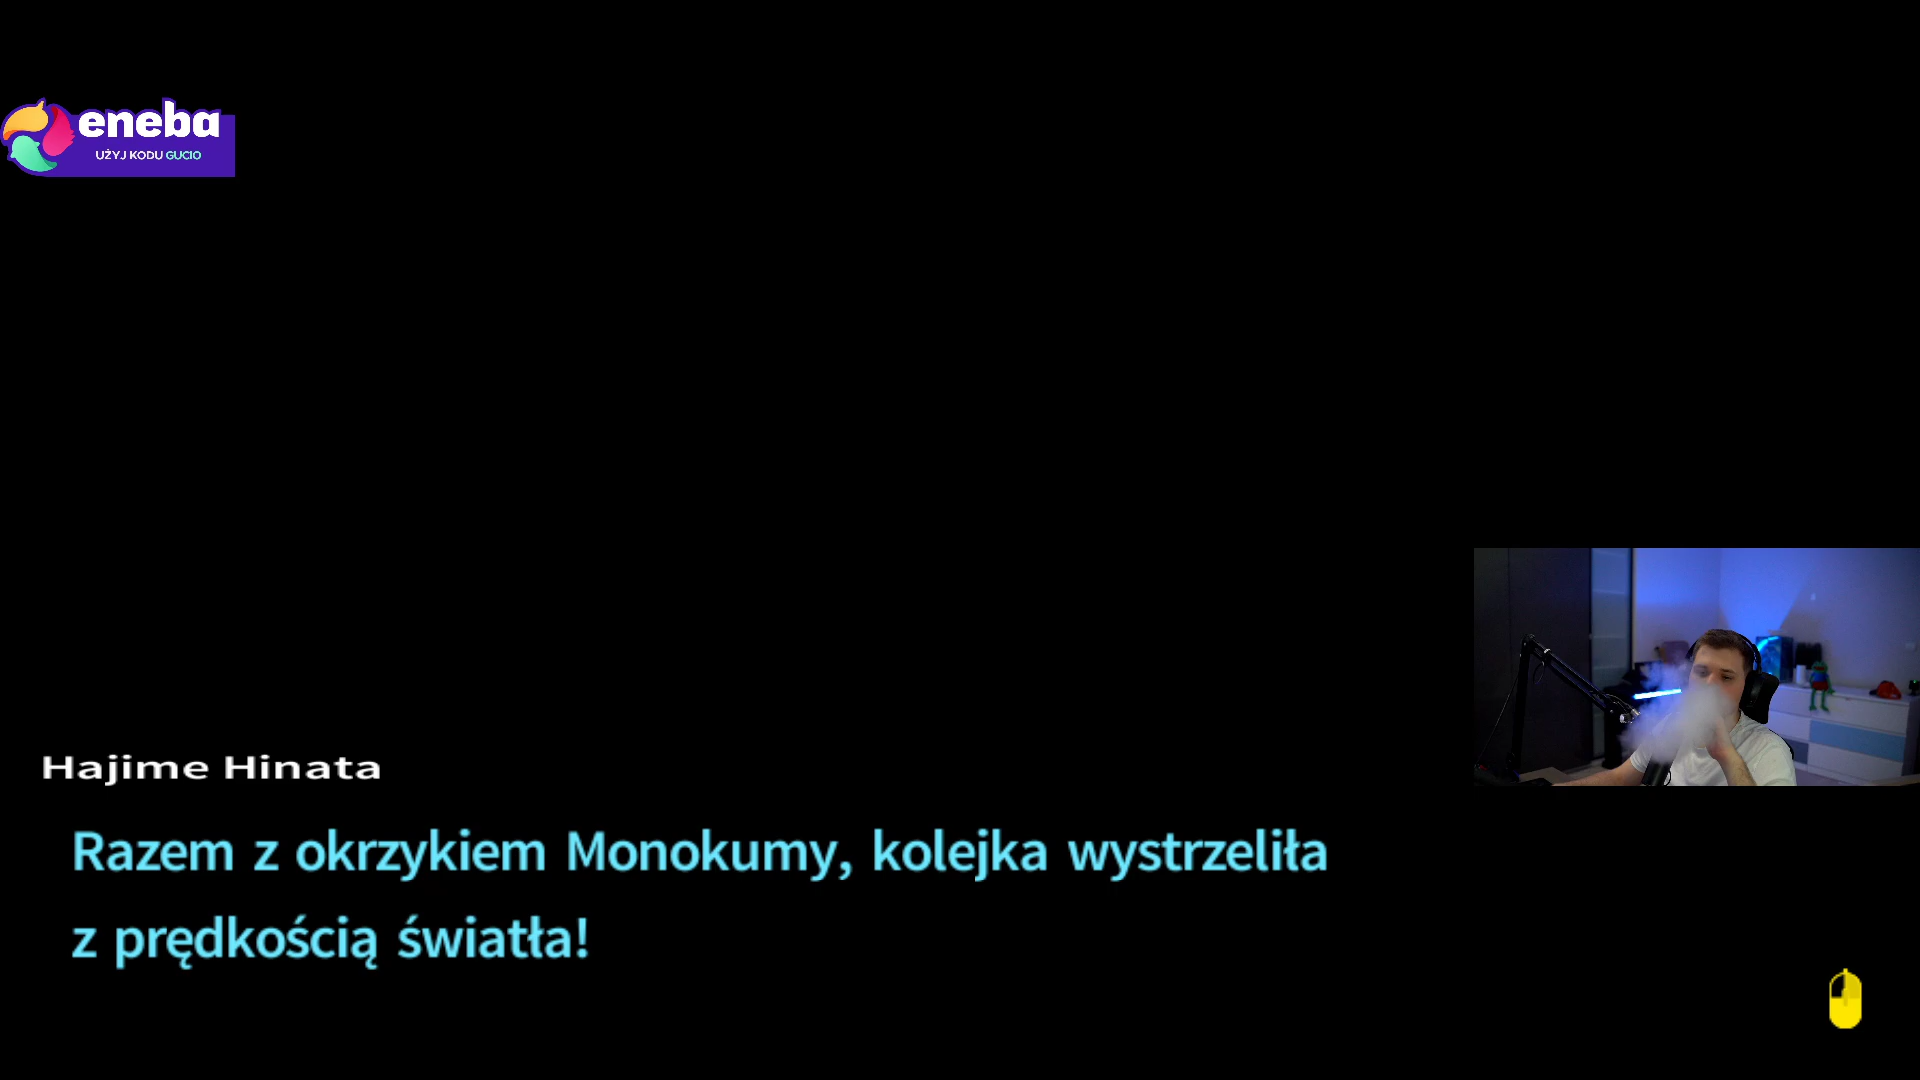 eneba
UŻYJ KODU GUCIO
Hajime Hinata
Razem z okrzykiem Monokumy, kolejka wystrzeliła
z prędkością światła!